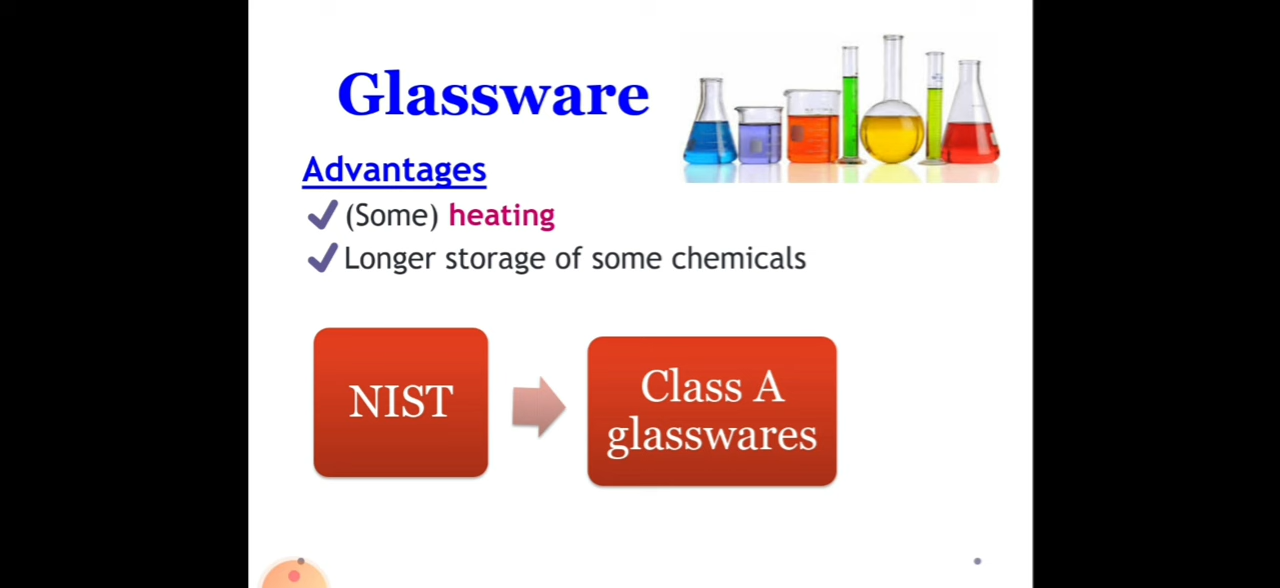 Glassware
Advantages
(Some) heating
Longer storage of some chemicals
NIST
Class A
glasswares